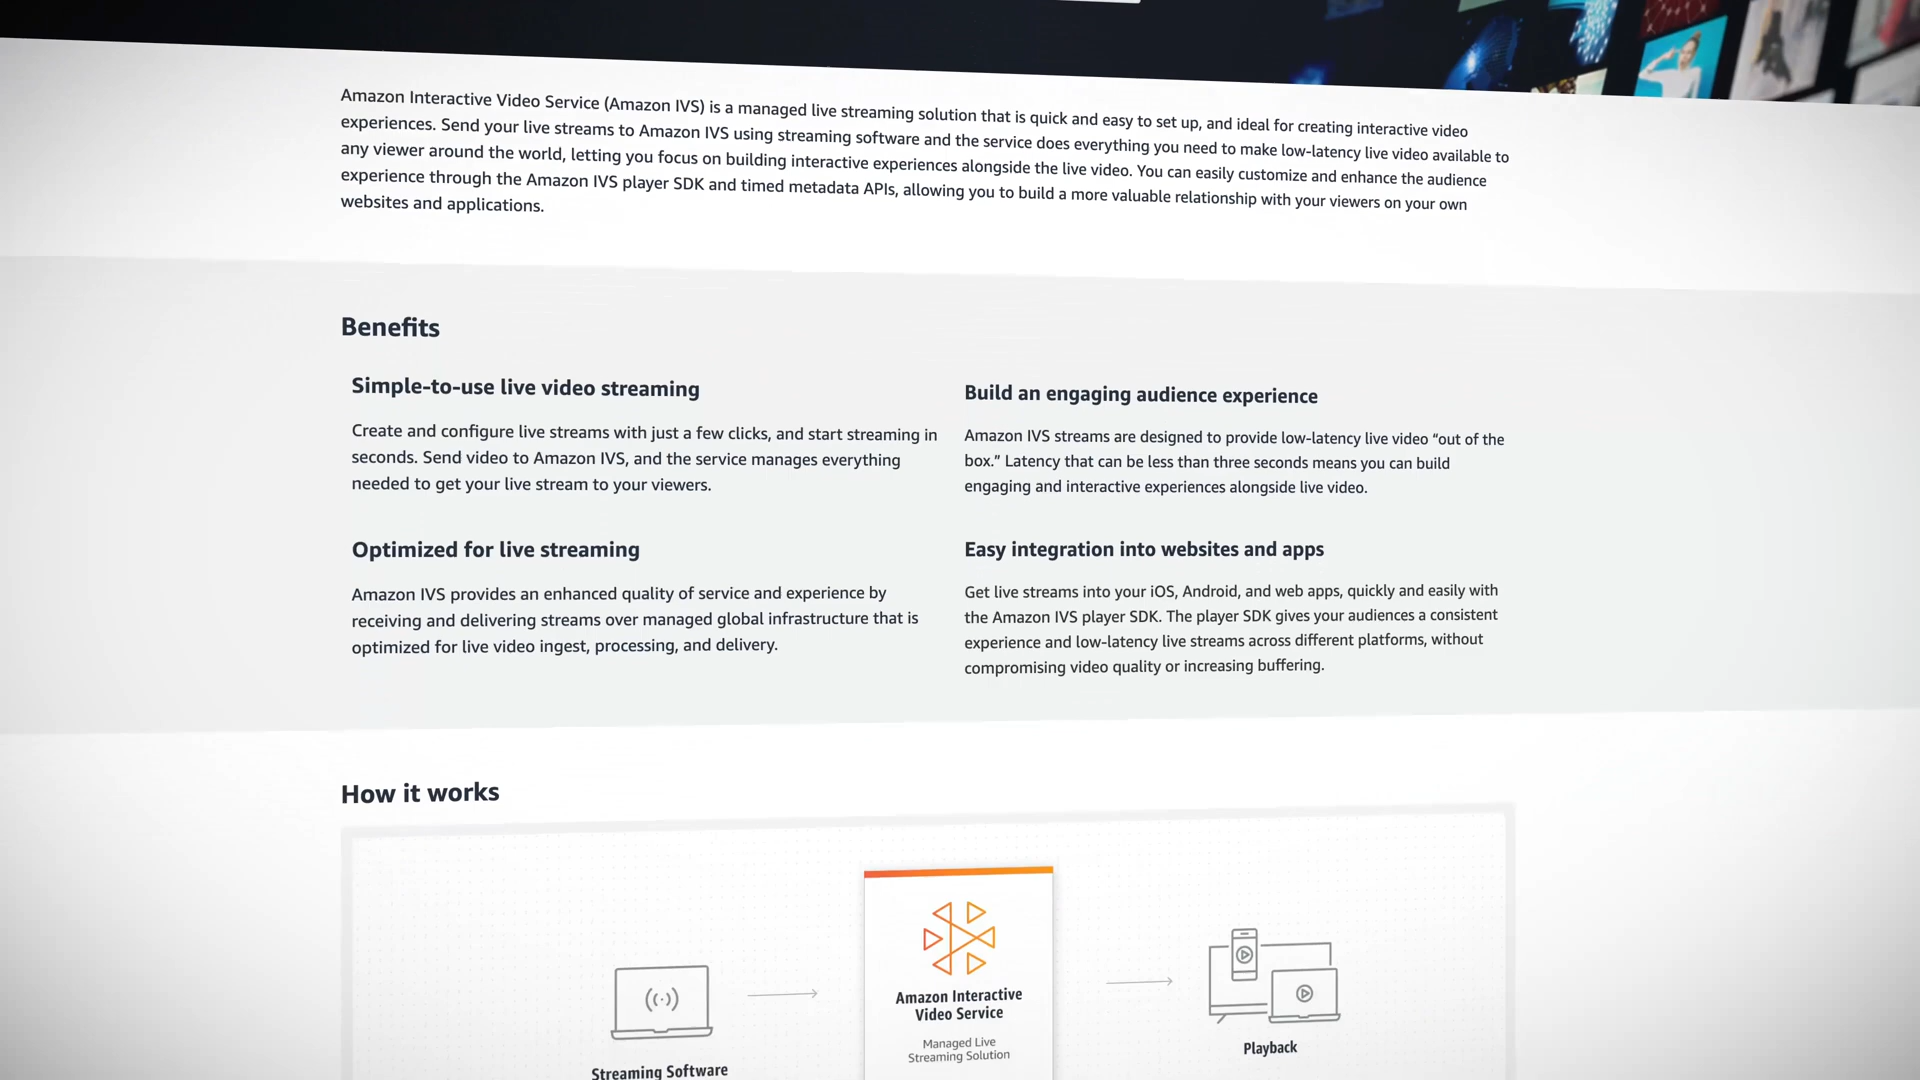 Amazon Interactive Video Service (Amazon IVS) is a managed live streaming solution that is quick and easy to set up, and ideal for creating interactive video
experiences. Send your live streams to Amazon IVS using streaming software and the service does everything you need to make low-latency live video available to
any viewer around the world, letting you focus on building interactive experiences alongside the live video. You can easily customize and enhance the audience
experience through the Amazon IVS player SDK and timed metadata APIs, allowing you to build a more valuable relationship with your viewers on your own
websites and applications.
Benefits
Simple-to-use live video streaming
Create and configure live streams with just a few clicks, and start streaming in
seconds. Send video to Amazon IVS, and the service manages everything
needed to get your live stream to your viewers.
Build an engaging audience experience
Amazon IVS streams are designed to provide low-latency live video “out of the
box.” Latency that can be less than three seconds means you can build
engaging and interactive experiences alongside live video.
Optimized for live streaming
Amazon IVS provides an enhanced quality of service and experience by
receiving and delivering streams over managed global infrastructure that is
optimized for live video ingest, processing, and delivery.
Easy integration into websites and apps
Get live streams into your iOS, Android, and web apps, quickly and easily with
the Amazon IVS player SDK. The player SDK gives your audiences a consistent
experience and low-latency live streams across different platforms, without
compromising video quality or increasing buffering.
How it works
Streaming Software
Amazon Interactive
Video Service
Managed Live
Streaming Solution
Playback